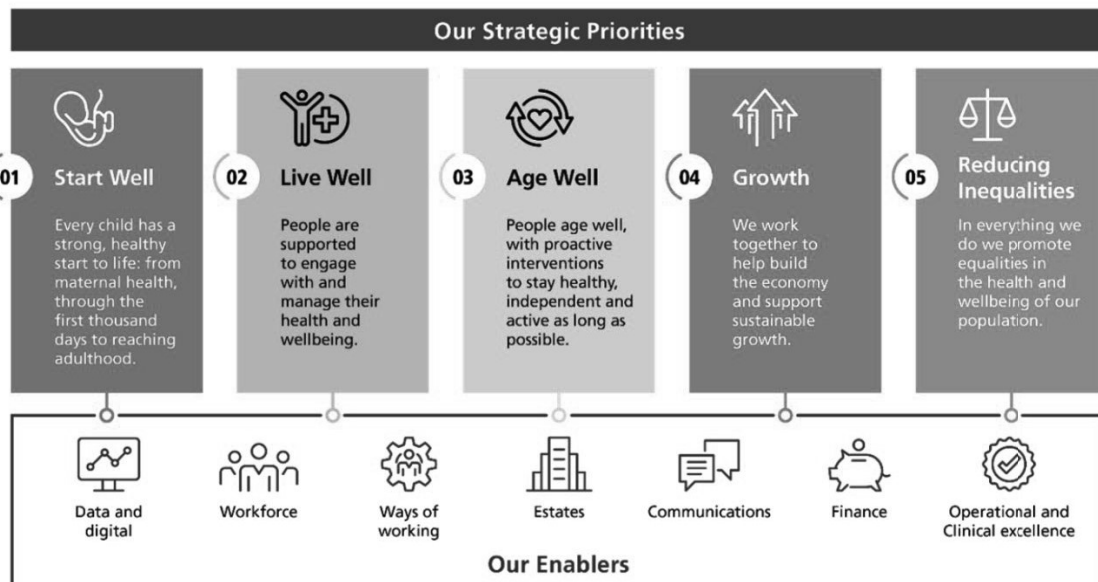 Our Strategic Priorities
01
Start Well
Every child has a
strong, healthy
start to life: from
maternal health,
through the
first thousand
days to reaching
adulthood.
02
Live Well
People are
supported
to engage
with and
manage their
health and
wellbeing.
03
Age Well
People age well,
with proactive
interventions
to stay healthy,
independent and
active as long as
possible.
04
Growth
We work
together to
help build
the economy
and support
sustainable
growth.
05
Reducing
Inequalities
In everything we
do we promote
equalities in
the health and
wellbeing of our
population.
Data and
digital
Workforce
Ways of
working
Estates
Communications
Finance
Operational and
Clinical excellence
Our Enablers